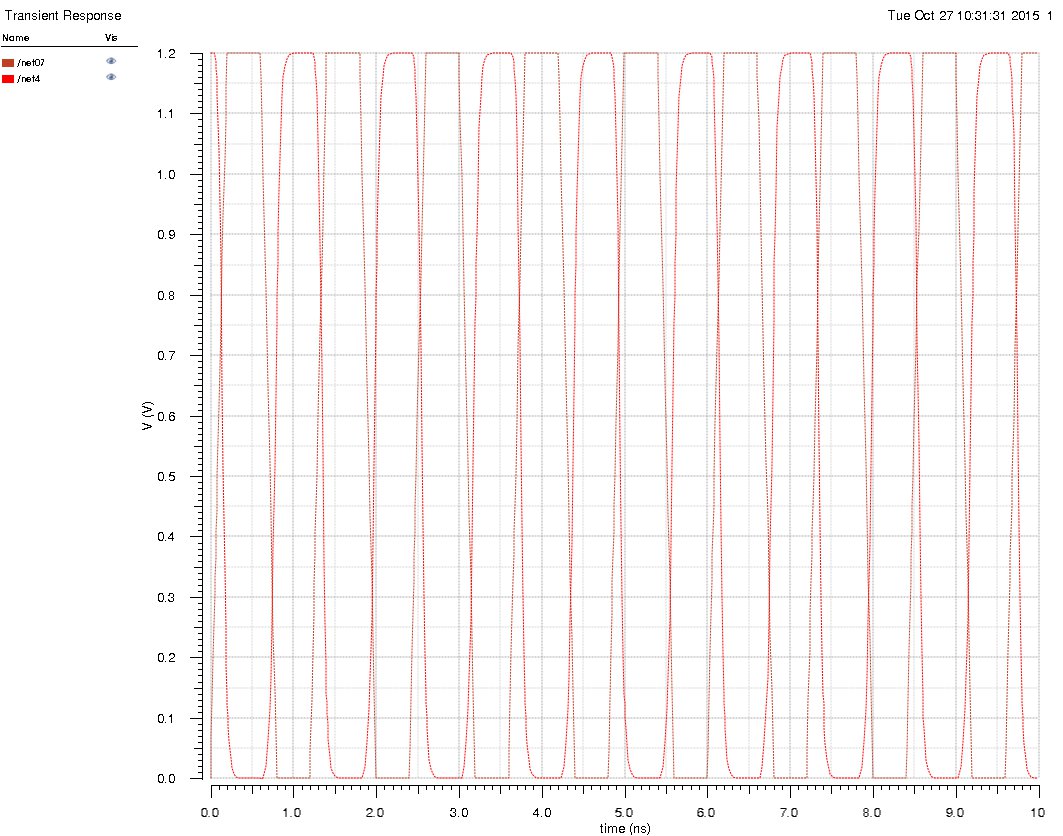 Transient Response
Tue Oct 27 10:31:31 2015 1
Name Vis
/net07
/net4
1.2
1.1
1.0
0.9
0.8
0.7
0.6
0.5
0.4
0.3
0.2
0.1
0.0
V (V)
0.0 1.0 2.0 3.0 4.0 5.0 6.0 7.0 8.0 9.0 10
time (ns)